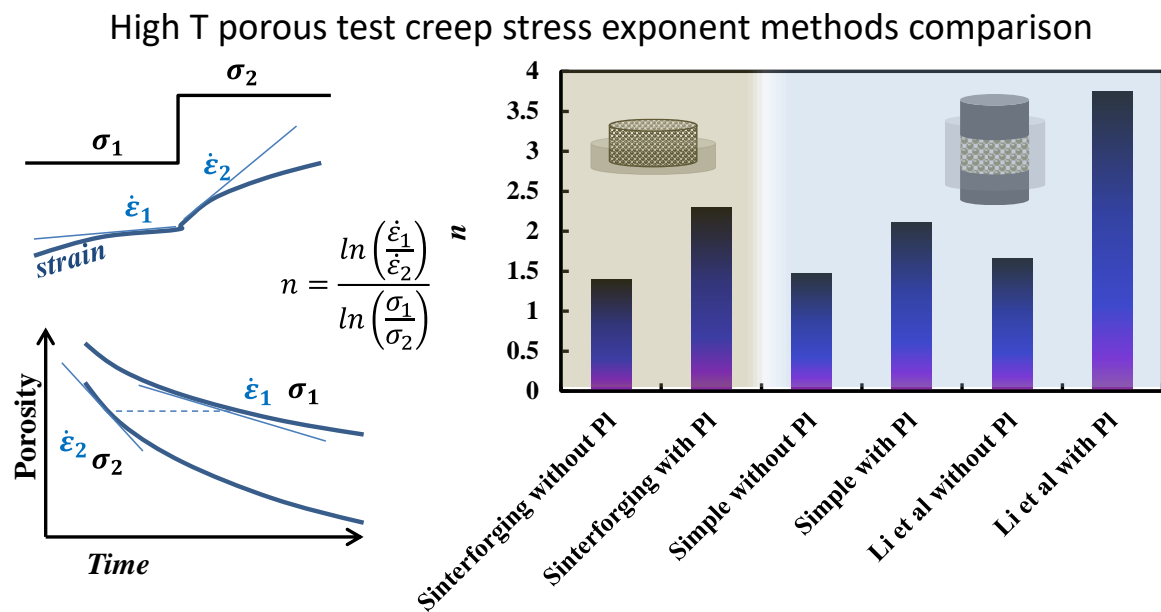 High T porous test creep stress exponent methods comparison
σ₂
σ₁
ε̇₂
ε̇₁
strain
n = ln(ε̇₁/ε̇₂) / ln(σ₁/σ₂)
Porosity
ε̇₁ σ₁
ε̇₂ σ₂
Time
n
4
3.5
3
2.5
2
1.5
1
0.5
0
Sinterforging without Pl
Sinterforging with Pl
Simple without Pl
Simple with Pl
Li et al without Pl
Li et al with Pl